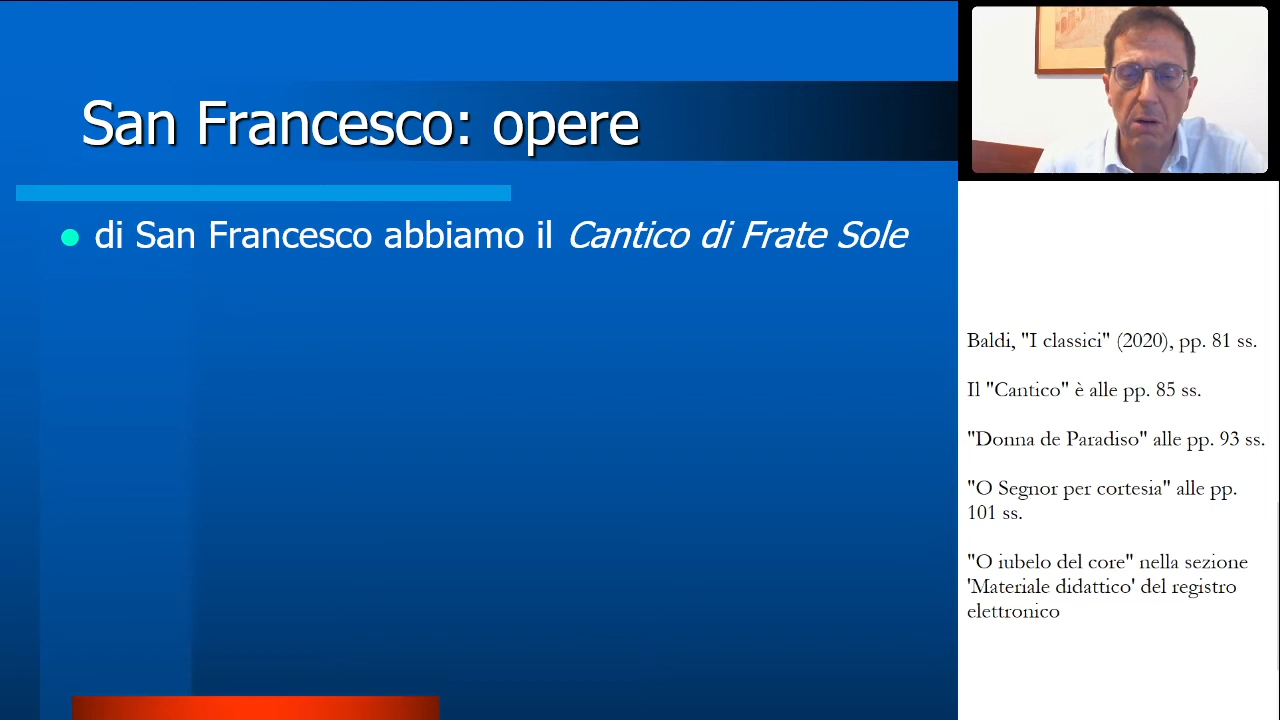 San Francesco: opere
di San Francesco abbiamo il Cantico di Frate Sole
Baldi, "I classici" (2020), pp. 81 ss.
Il "Cantico" è alle pp. 85 ss.
"Donna de Paradiso" alle pp. 93 ss.
"O Segnor per cortesia" alle pp.
101 ss.
"O iubelo del core" nella sezione
'Materiale didattico' del registro
elettronico